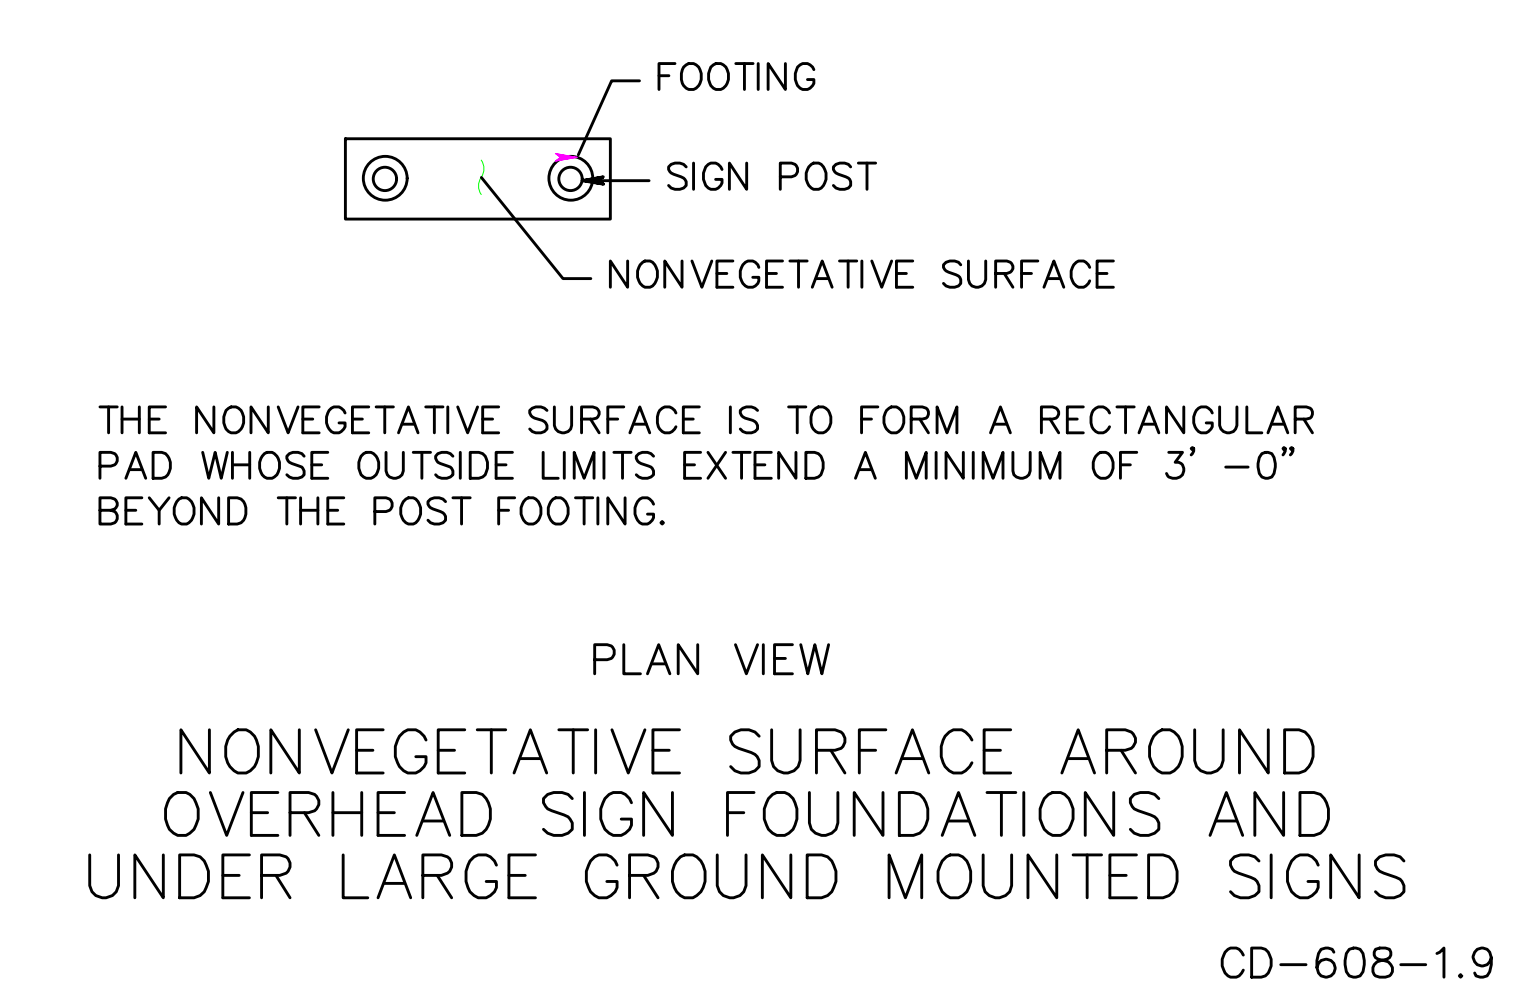 FOOTING
SIGN POST
NONVEGETATIVE SURFACE
THE NONVEGETATIVE SURFACE IS TO FORM A RECTANGULAR
PAD WHOSE OUTSIDE LIMITS EXTEND A MINIMUM OF 3' -0"
BEYOND THE POST FOOTING.
PLAN VIEW
NONVEGETATIVE SURFACE AROUND
OVERHEAD SIGN FOUNDATIONS AND
UNDER LARGE GROUND MOUNTED SIGNS
CD-608-1.9